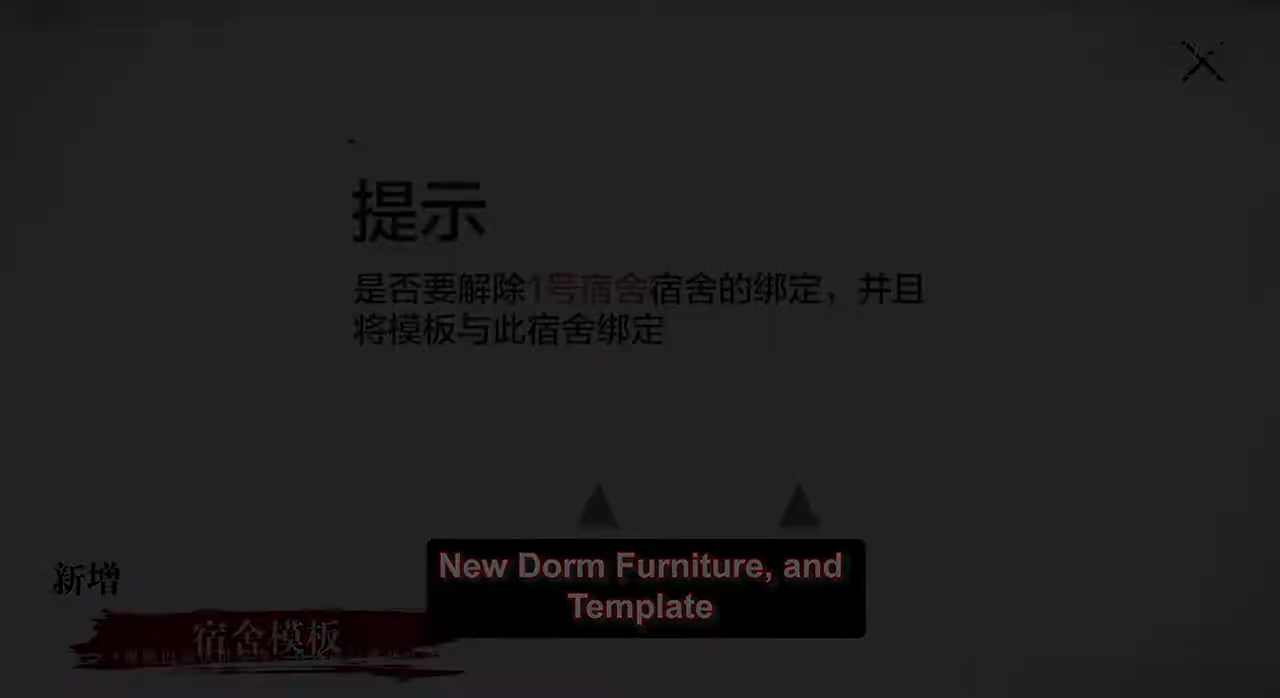 提示
是否要解除1号宿舍宿舍的绑定，并且
将模板与此宿舍绑定
New Dorm Furniture, and
Template
新增
宿舍模板